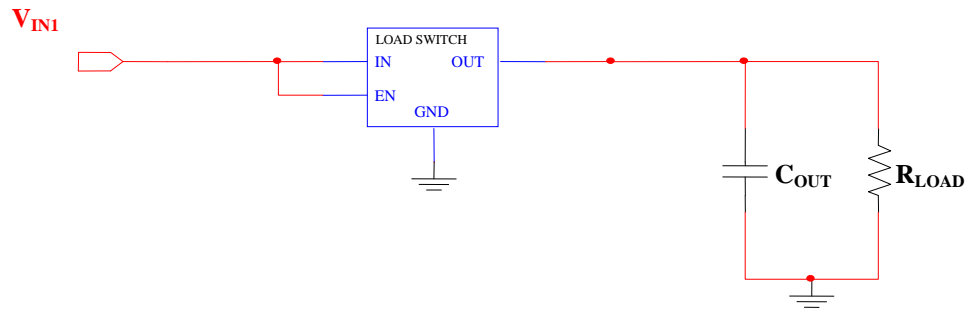 VIN1
LOAD SWITCH
IN OUT
EN
GND
COUT
RLOAD